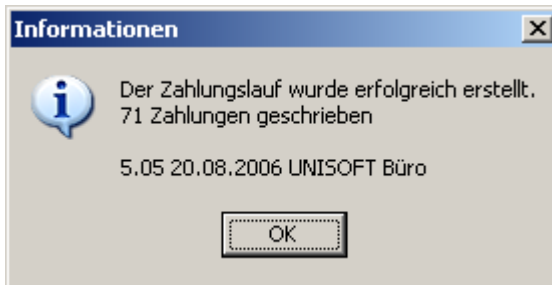 Informationen
Der Zahlungslauf wurde erfolgreich erstellt.
71 Zahlungen geschrieben
5.05 20.08.2006 UNISOFT Büro
OK